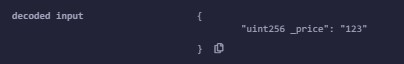 decoded input {
"uint256 _price": "123"
}